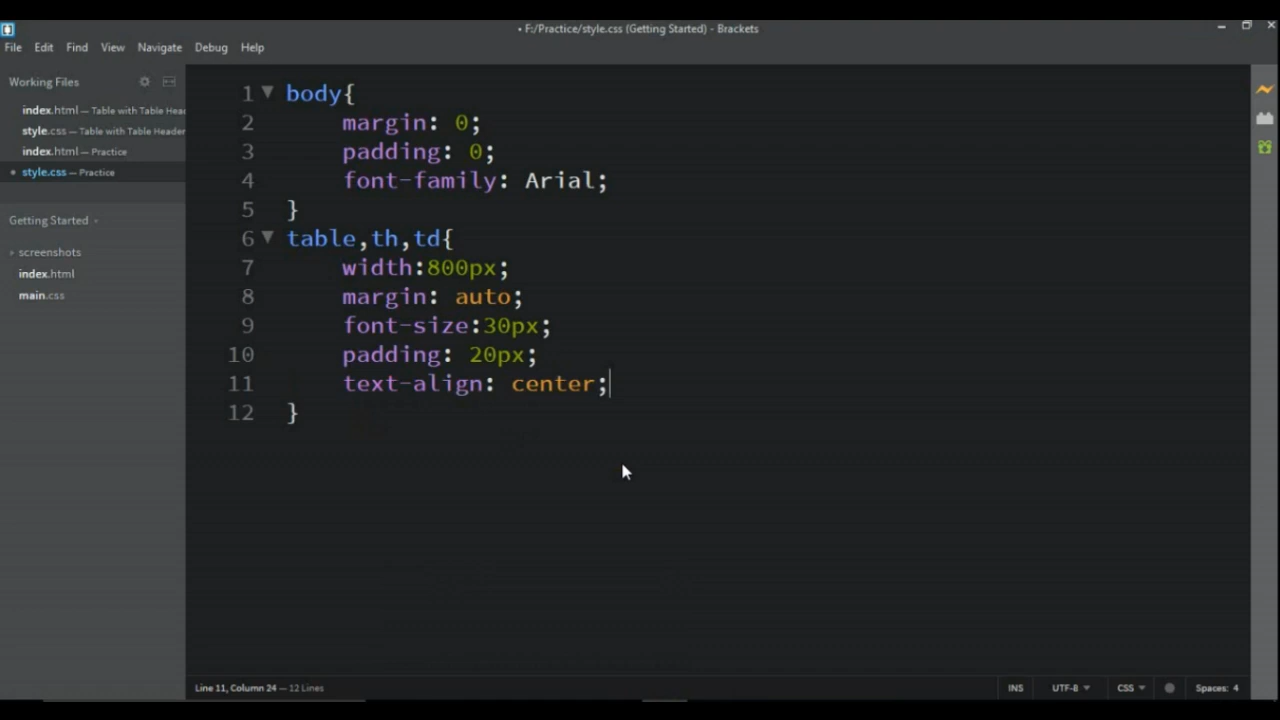 • F:/Practice/style.css (Getting Started) - Brackets
File Edit Find View Navigate Debug Help
Working Files
index.html — Table with Table Hea
style.css — Table with Table Header
index.html — Practice
• style.css — Practice
Getting Started
screenshots
index.html
main.css
1 body{
2 margin: 0;
3 padding: 0;
4 font-family: Arial;
5 }
6 table,th,td{
7 width:800px;
8 margin: auto;
9 font-size:30px;
10 padding: 20px;
11 text-align: center;
12 }
Line 11, Column 24 — 12 Lines
INS UTF-8 CSS Spaces: 4